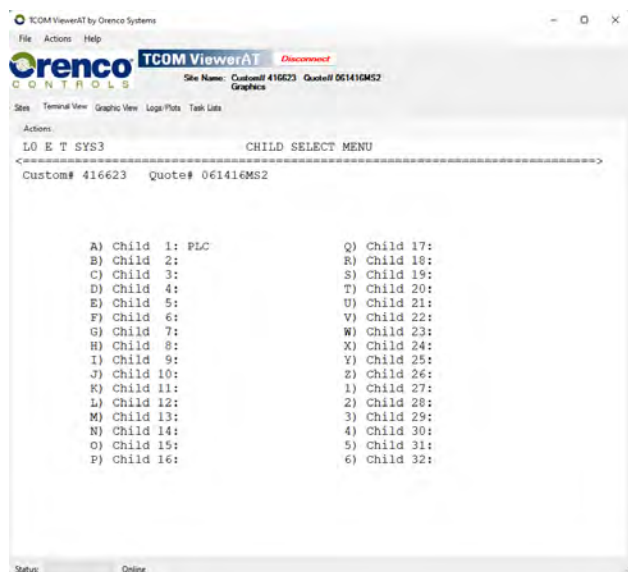 TCOM ViewerAT by Orenco Systems
File Actions Help
Orenco
CONTROLS
TCOM ViewerAT Disconnect
Site Name: Custom# 416623 Quote# 061416MS2
Graphics
Sites Terminal View Graphic View Logs/Plots Task Lists
Actions
LO E T SYS3 CHILD SELECT MENU
<==============================================================================>
Custom# 416623 Quote# 061416MS2
A) Child 1: PLC Q) Child 17:
B) Child 2: R) Child 18:
C) Child 3: S) Child 19:
D) Child 4: T) Child 20:
E) Child 5: U) Child 21:
F) Child 6: V) Child 22:
G) Child 7: W) Child 23:
H) Child 8: X) Child 24:
I) Child 9: Y) Child 25:
J) Child 10: Z) Child 26:
K) Child 11: 1) Child 27:
L) Child 12: 2) Child 28:
M) Child 13: 3) Child 29:
N) Child 14: 4) Child 30:
O) Child 15: 5) Child 31:
P) Child 16: 6) Child 32:
Status: Online